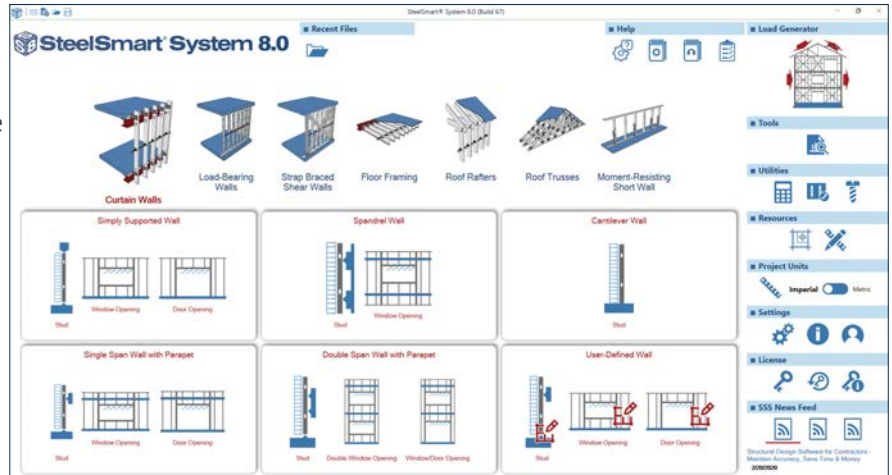 SteelSmart® System 8.0 (Build 67)
SteelSmart® System 8.0
Recent Files
Help
Load Generator
e
Curtain Walls
Load-Bearing
Walls
Strap Braced
Shear Walls
Floor Framing
Roof Rafters
Roof Trusses
Moment-Resisting
Short Wall
Tools
Utilities
Resources
Project Units
Imperial
Metric
Settings
License
SSS News Feed
Structural Design Software for Contractors -
Maintain Accuracy, Save Time & Money
2/20/2020
Simply Supported Wall
Stud
Window Opening
Door Opening
Spandrel Wall
Stud
Window Opening
Cantilever Wall
Stud
Single Span Wall with Parapet
Stud
Window Opening
Door Opening
Double Span Wall with Parapet
Stud
Double Window Opening
Window/Door Opening
User-Defined Wall
Stud
Window Opening
Door Opening